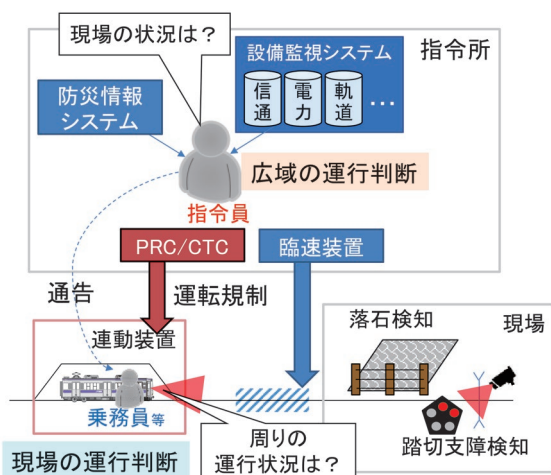 現場の状況は？
指令所
設備監視システム
信通
電力
軌道
…
防災情報
システム
広域の運行判断
指令員
PRC/CTC
臨速装置
通告
運転規制
連動装置
落石検知
現場
乗務員等
踏切支障検知
周りの
運行状況は？
現場の運行判断